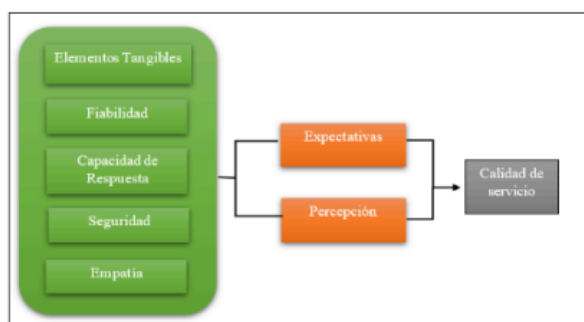 Elementos Tangibles
Fiabilidad
Capacidad de
Respuesta
Seguridad
Empatía
Expectativas
Percepción
Calidad de
servicio